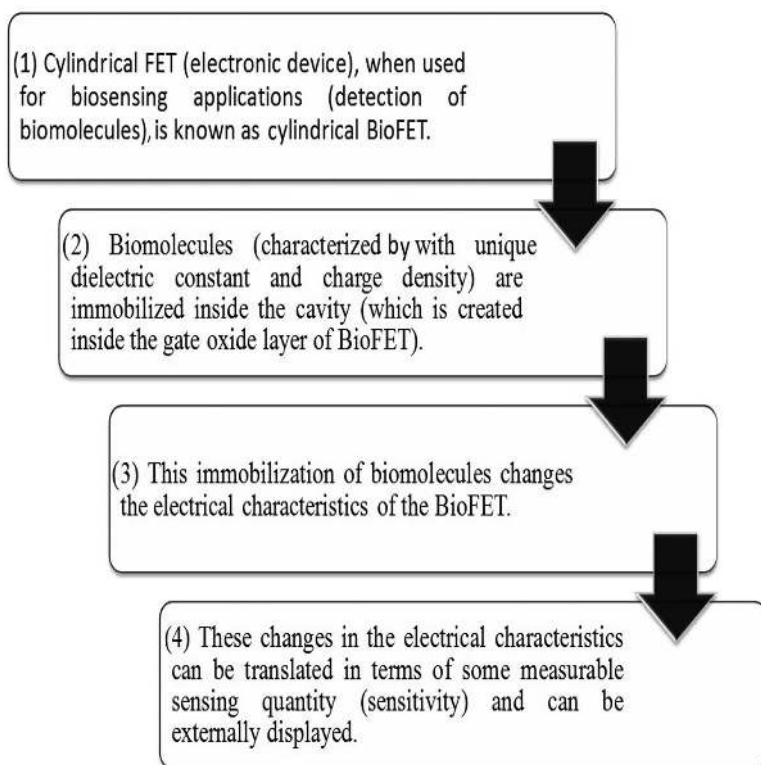 (1) Cylindrical FET (electronic device), when used
for biosensing applications (detection of
biomolecules), is known as cylindrical BioFET.
(2) Biomolecules (characterized by with unique
dielectric constant and charge density) are
immobilized inside the cavity (which is created
inside the gate oxide layer of BioFET).
(3) This immobilization of biomolecules changes
the electrical characteristics of the BioFET.
(4) These changes in the electrical characteristics
can be translated in terms of some measurable
sensing quantity (sensitivity) and can be
externally displayed.